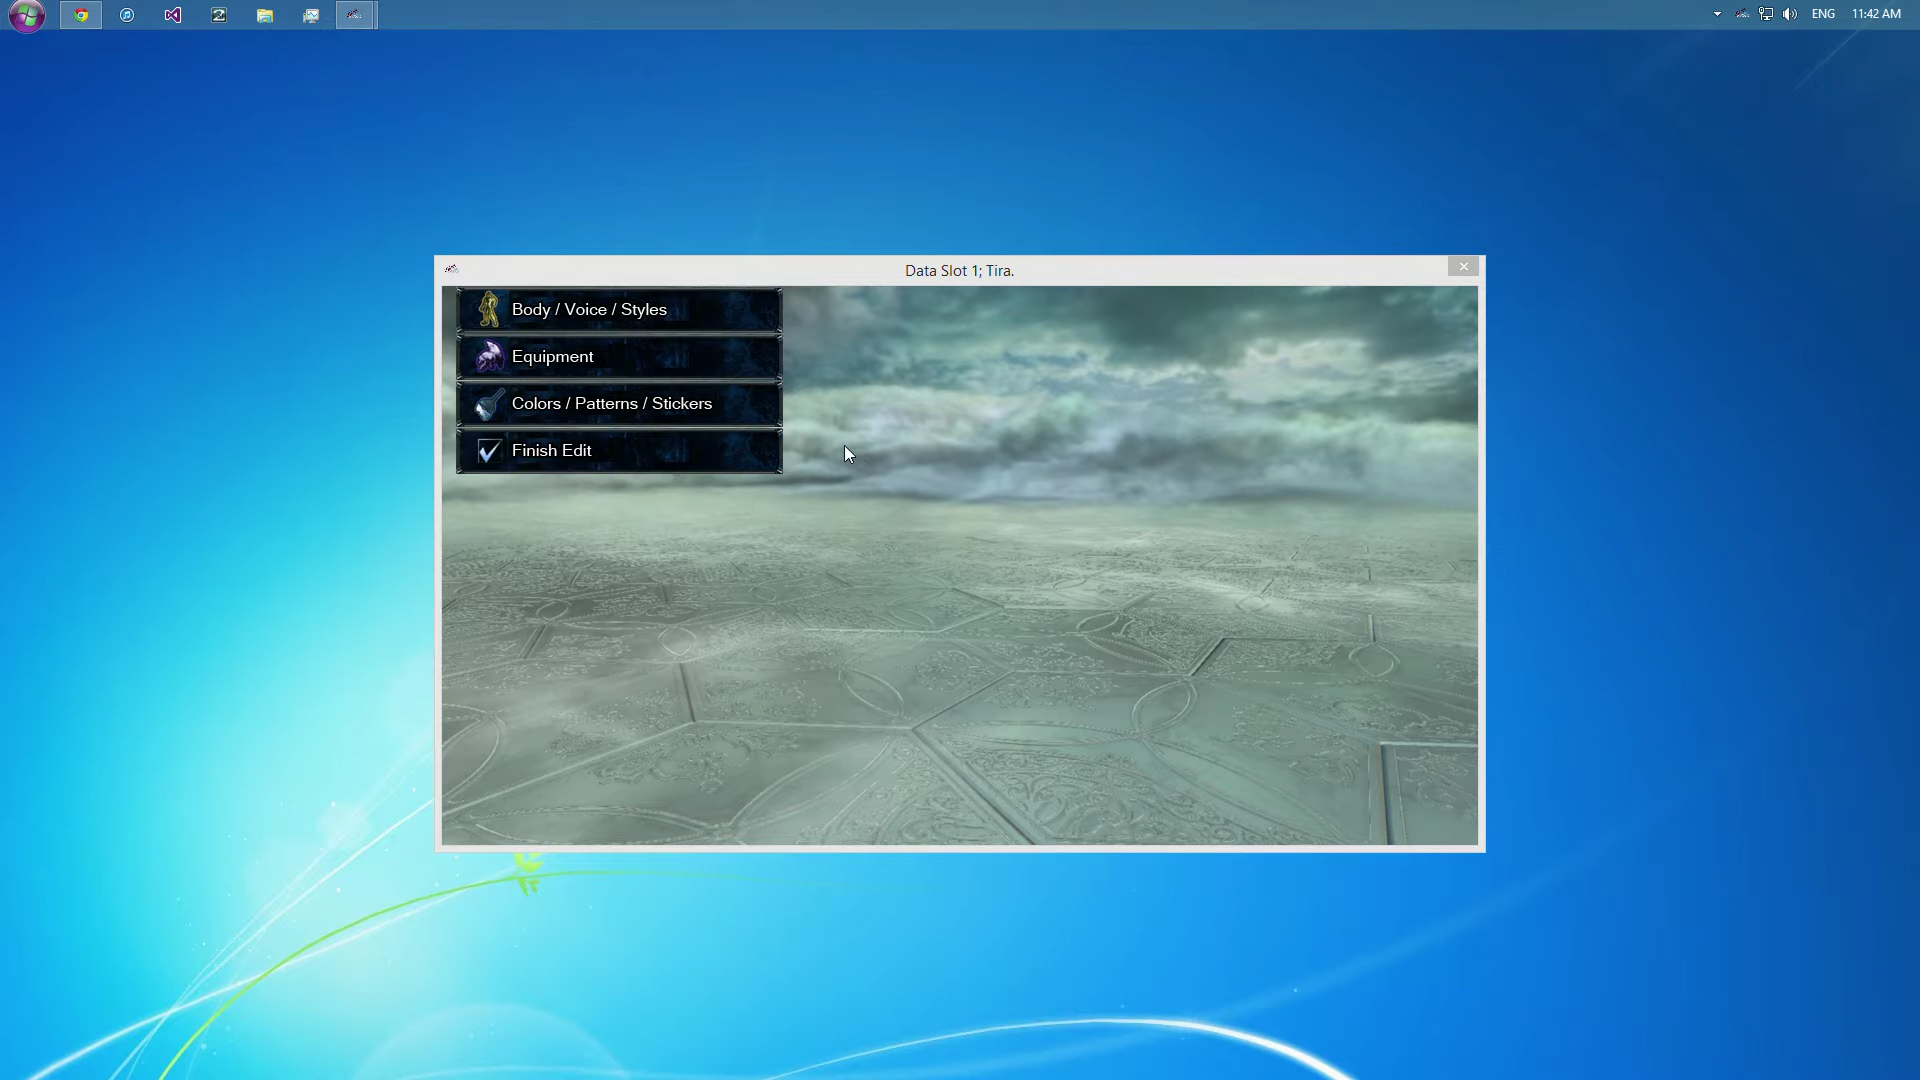 ENG 11:42 AM
Data Slot 1; Tira.
Body / Voice / Styles
Equipment
Colors / Patterns / Stickers
Finish Edit